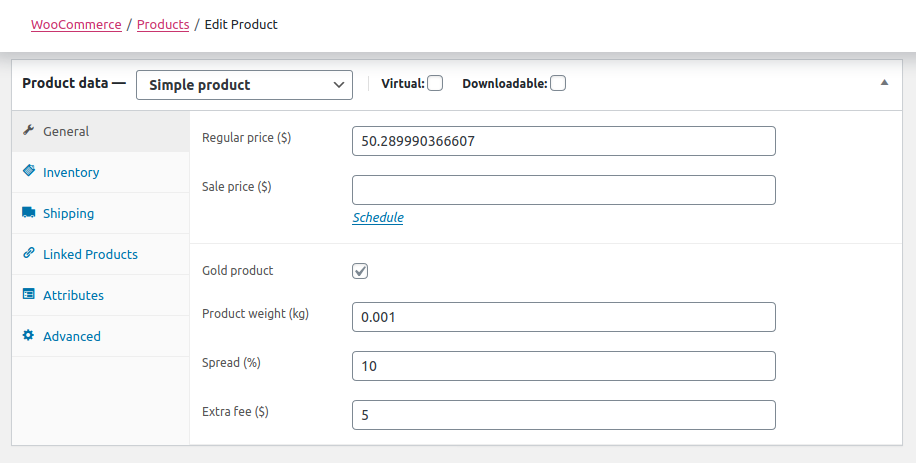 WooCommerce / Products / Edit Product
Product data — Simple product Virtual: Downloadable:
General
Inventory
Shipping
Linked Products
Attributes
Advanced
Regular price ($) 50.289990366607
Sale price ($)
Schedule
Gold product
Product weight (kg) 0.001
Spread (%) 10
Extra fee ($) 5